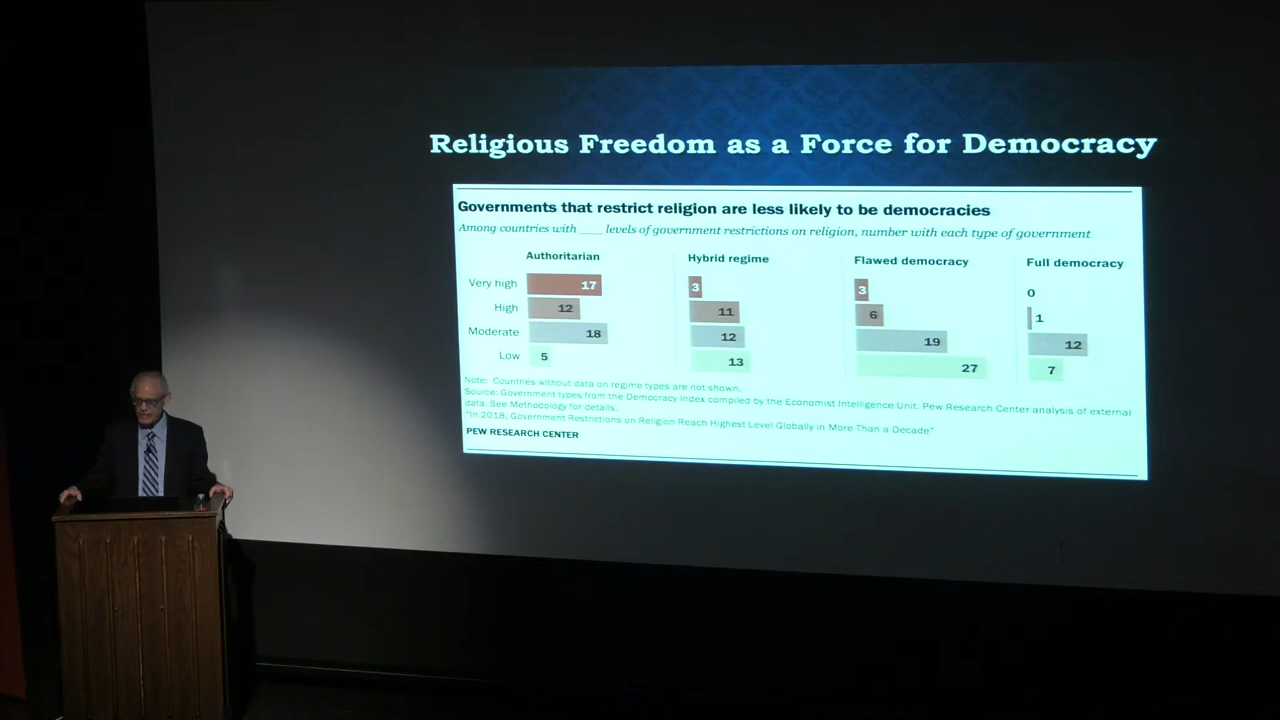 Religious Freedom as a Force for Democracy
Governments that restrict religion are less likely to be democracies
Among countries with ____ levels of government restrictions on religion, number with each type of government
Authoritarian Hybrid regime Flawed democracy Full democracy
Very high 17 3 3 0
High 12 11 6 1
Moderate 18 12 19 12
Low 5 13 27 7
Note: Countries without data on regime types are not shown.
Source: Government types from the Democracy Index compiled by the Economist Intelligence Unit. Pew Research Center analysis of external
data. See Methodology for details.
"In 2018, Government Restrictions on Religion Reach Highest Level Globally in More Than a Decade"
PEW RESEARCH CENTER